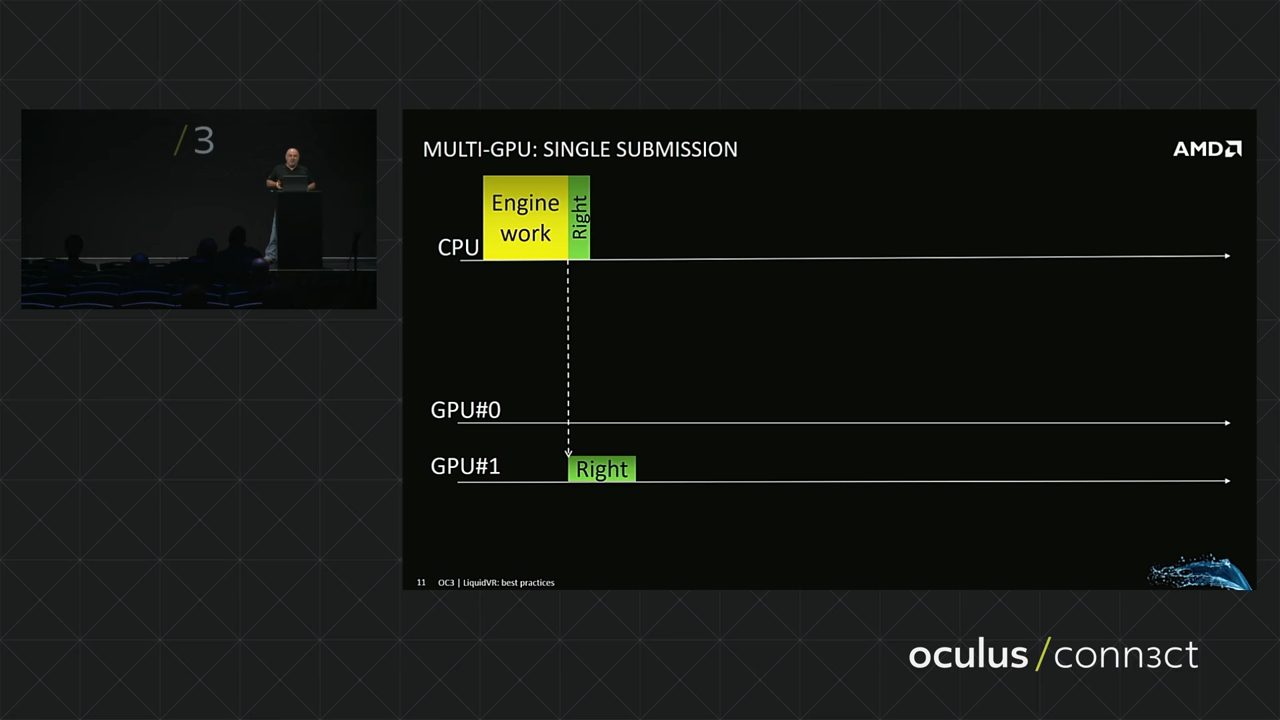 /3
MULTI-GPU: SINGLE SUBMISSION
AMD
Engine
work
Right
CPU
GPU#0
GPU#1
Right
11 OC3 | LiquidVR: best practices
oculus/conn3ct